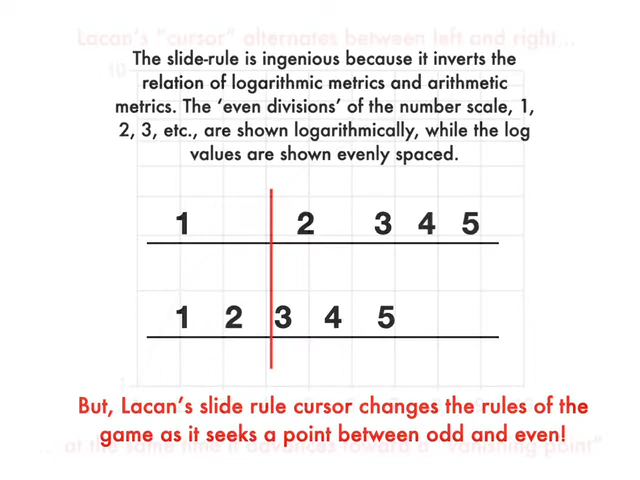 Lacan's "cursor" alternates between left and right...
The slide-rule is ingenious because it inverts the
relation of logarithmic metrics and arithmetic
metrics. The ‘even divisions’ of the number scale, 1,
2, 3, etc., are shown logarithmically, while the log
values are shown evenly spaced.
10
1 2 3 4 5
1 2 3 4 5
1
But, Lacan’s slide rule cursor changes the rules of the
game as it seeks a point between odd and even!
... at the same time it advances toward a "vanishing point"